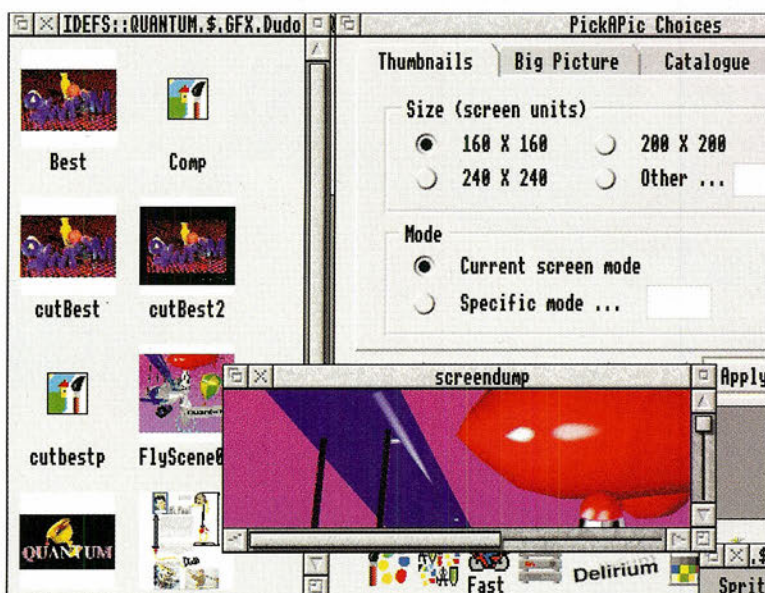 IDEFS::QUANTUM.$.GFX.Dudo
PickAPic Choices
Thumbnails
Big Picture
Catalogue
Size (screen units)
160 X 160
200 X 200
240 X 240
Other ...
Mode
Current screen mode
Specific mode ...
Best
Comp
cutBest
cutBest2
cutbestp
FlyScene0
QUANTUM
screendump
Apply
Fast
Delirium
.$
Sprit